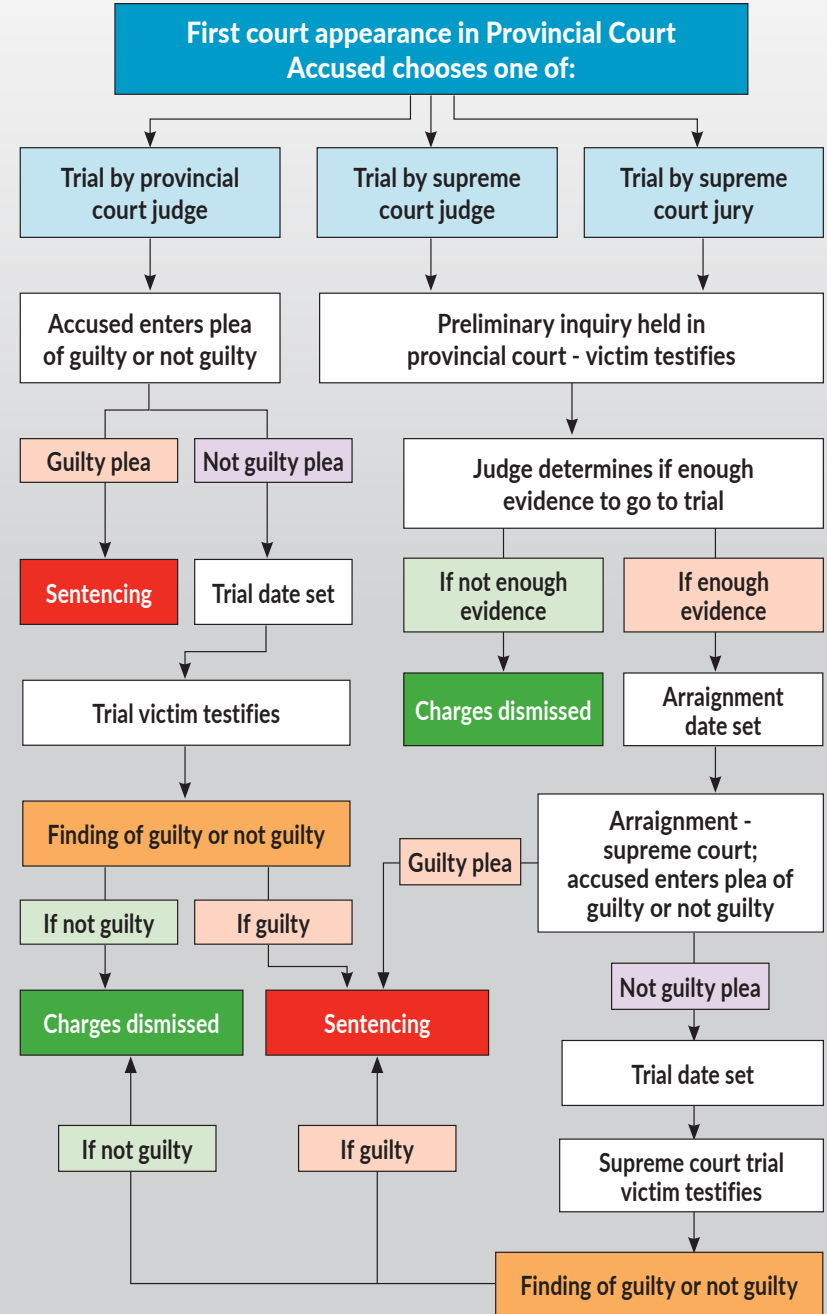 First court appearance in Provincial Court
Accused chooses one of:
Trial by provincial
court judge
Trial by supreme
court judge
Trial by supreme
court jury
Accused enters plea
of guilty or not guilty
Preliminary inquiry held in
provincial court - victim testifies
Guilty plea
Not guilty plea
Judge determines if enough
evidence to go to trial
Sentencing
Trial date set
If not enough
evidence
If enough
evidence
Trial victim testifies
Charges dismissed
Arraignment
date set
Finding of guilty or not guilty
Guilty plea
Arraignment -
supreme court;
accused enters plea of
guilty or not guilty
If not guilty
If guilty
Not guilty plea
Charges dismissed
Sentencing
Trial date set
If not guilty
If guilty
Supreme court trial
victim testifies
Finding of guilty or not guilty